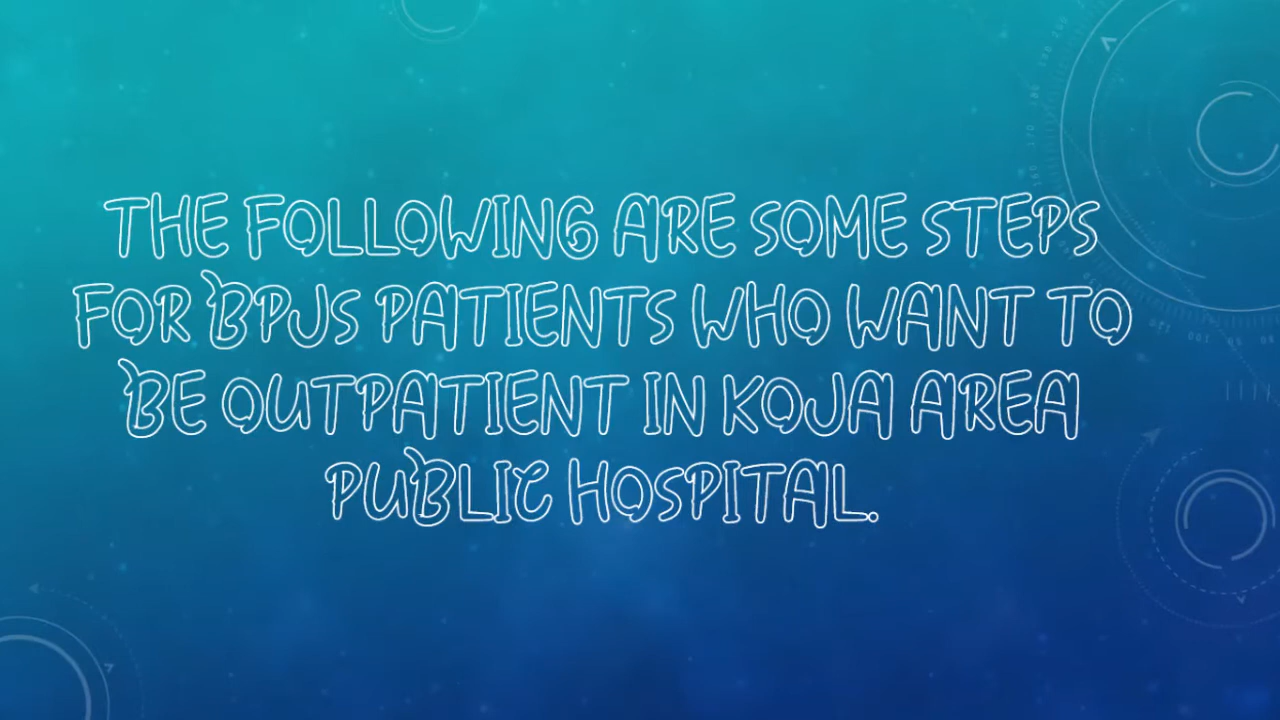 THE FOLLOWING ARE SOME STEPS
FOR BPJS PATIENTS WHO WANT TO
BE OUTPATIENT IN KOJA AREA
PUBLIC HOSPITAL.